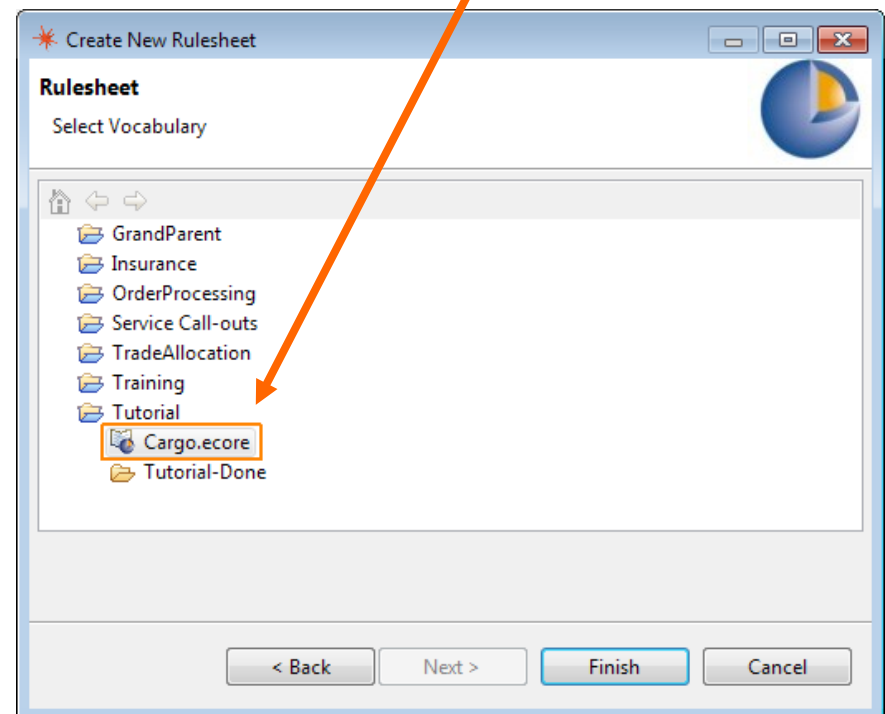 Create New Rulesheet
Rulesheet
Select Vocabulary
GrandParent
Insurance
OrderProcessing
Service Call-outs
TradeAllocation
Training
Tutorial
Cargo.ecore
Tutorial-Done
< Back Next > Finish Cancel